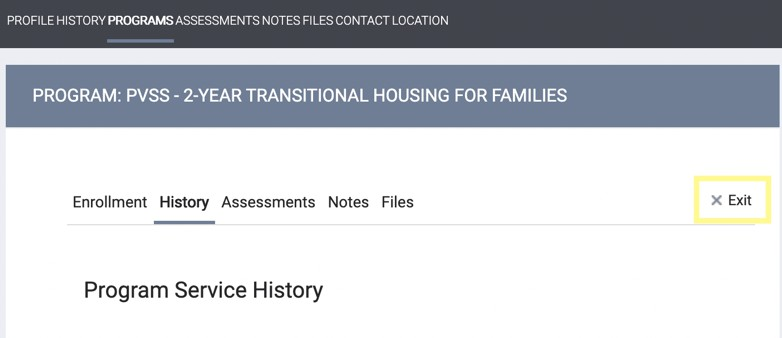 PROFILE HISTORY PROGRAMS ASSESSMENTS NOTES FILES CONTACT LOCATION
PROGRAM: PVSS - 2-YEAR TRANSITIONAL HOUSING FOR FAMILIES
Enrollment History Assessments Notes Files × Exit
Program Service History